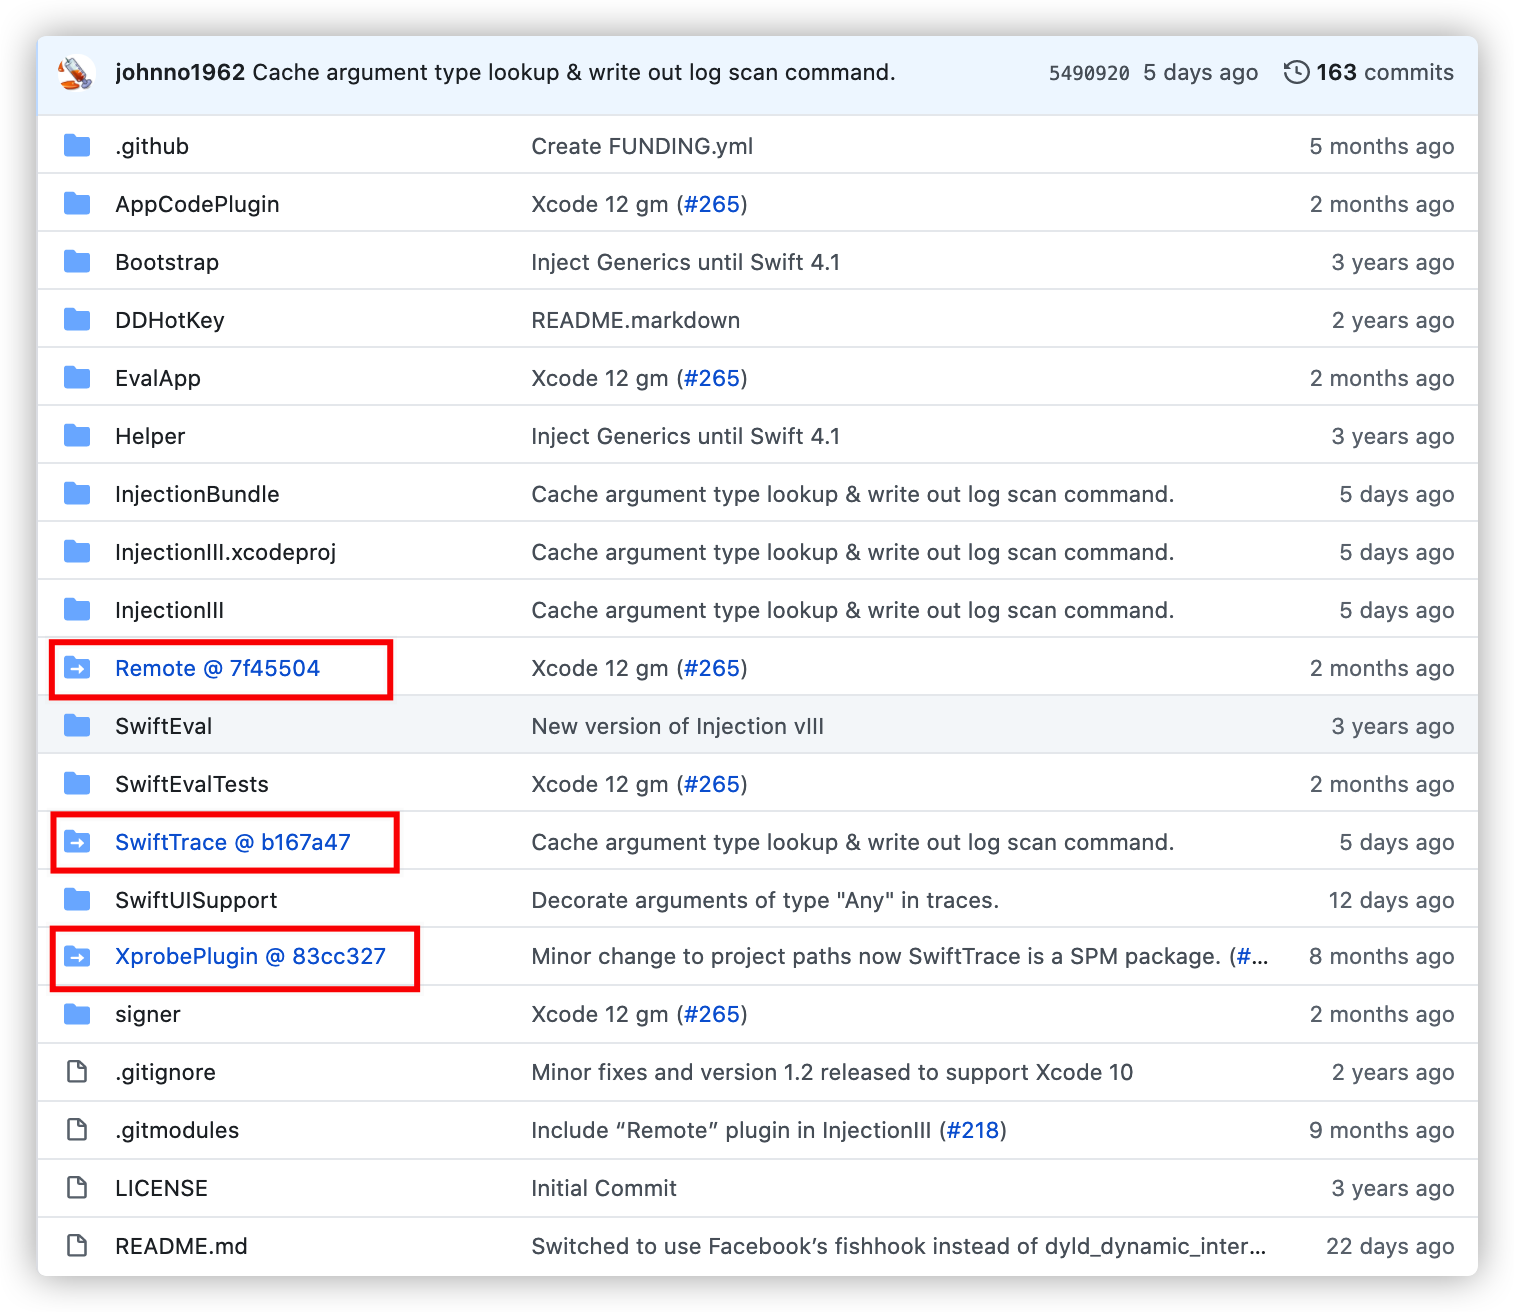 johnno1962 Cache argument type lookup & write out log scan command. 5490920 5 days ago 163 commits
.github Create FUNDING.yml 5 months ago
AppCodePlugin Xcode 12 gm (#265) 2 months ago
Bootstrap Inject Generics until Swift 4.1 3 years ago
DDHotKey README.markdown 2 years ago
EvalApp Xcode 12 gm (#265) 2 months ago
Helper Inject Generics until Swift 4.1 3 years ago
InjectionBundle Cache argument type lookup & write out log scan command. 5 days ago
InjectionIII.xcodeproj Cache argument type lookup & write out log scan command. 5 days ago
InjectionIII Cache argument type lookup & write out log scan command. 5 days ago
Remote @ 7f45504 Xcode 12 gm (#265) 2 months ago
SwiftEval New version of Injection vIII 3 years ago
SwiftEvalTests Xcode 12 gm (#265) 2 months ago
SwiftTrace @ b167a47 Cache argument type lookup & write out log scan command. 5 days ago
SwiftUISupport Decorate arguments of type "Any" in traces. 12 days ago
XprobePlugin @ 83cc327 Minor change to project paths now SwiftTrace is a SPM package. (#... 8 months ago
signer Xcode 12 gm (#265) 2 months ago
.gitignore Minor fixes and version 1.2 released to support Xcode 10 2 years ago
.gitmodules Include “Remote” plugin in InjectionIII (#218) 9 months ago
LICENSE Initial Commit 3 years ago
README.md Switched to use Facebook’s fishhook instead of dyld_dynamic_inter... 22 days ago